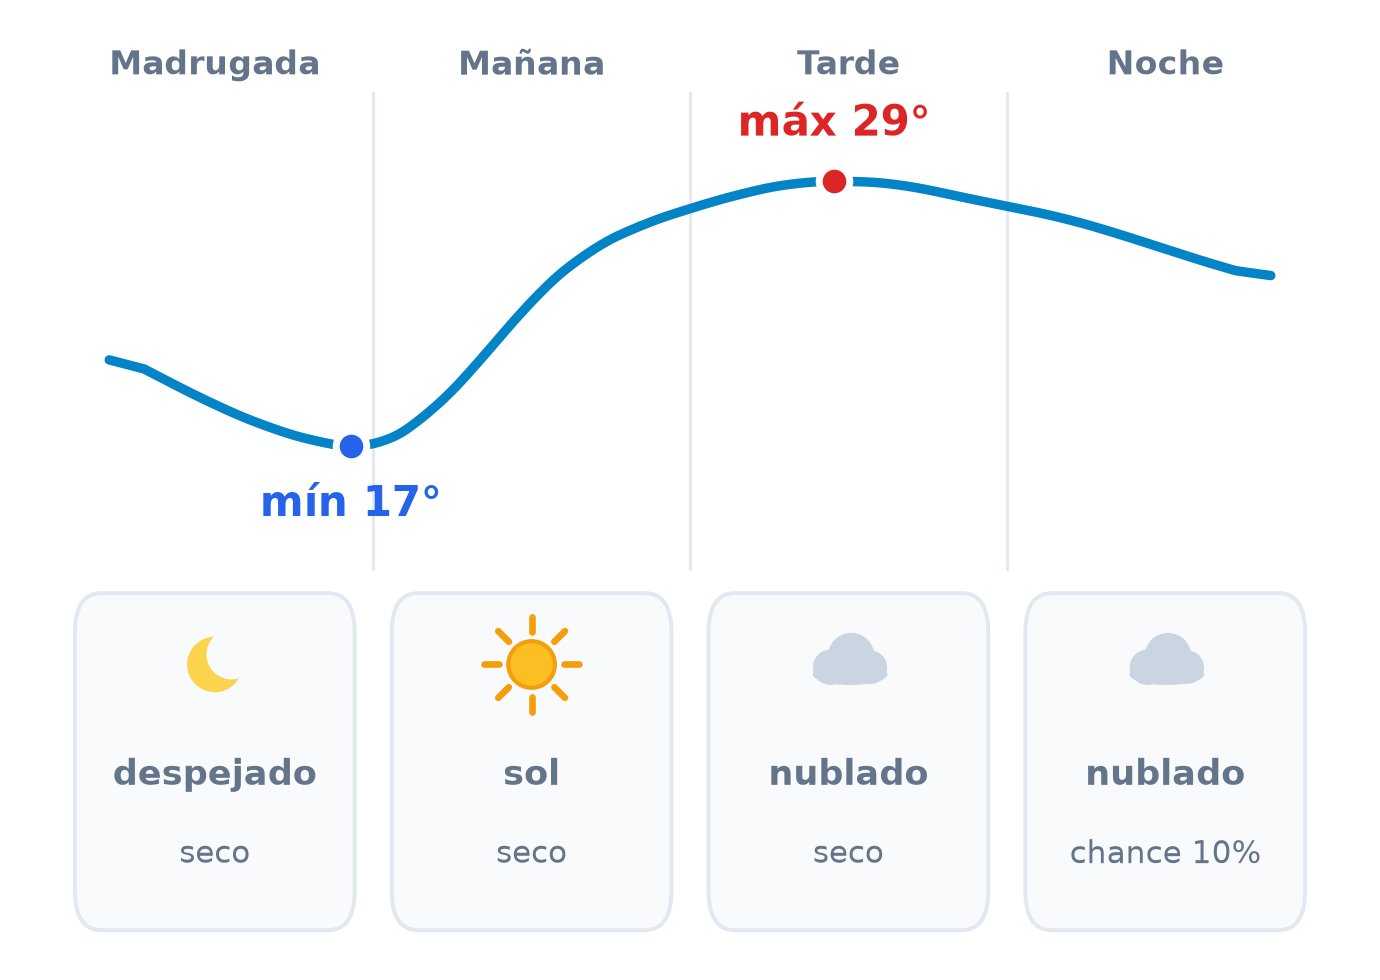 Madrugada
Mañana
Tarde
Noche
máx 29°
mín 17°
despejado
sol
nublado
nublado
seco
seco
seco
chance 10%